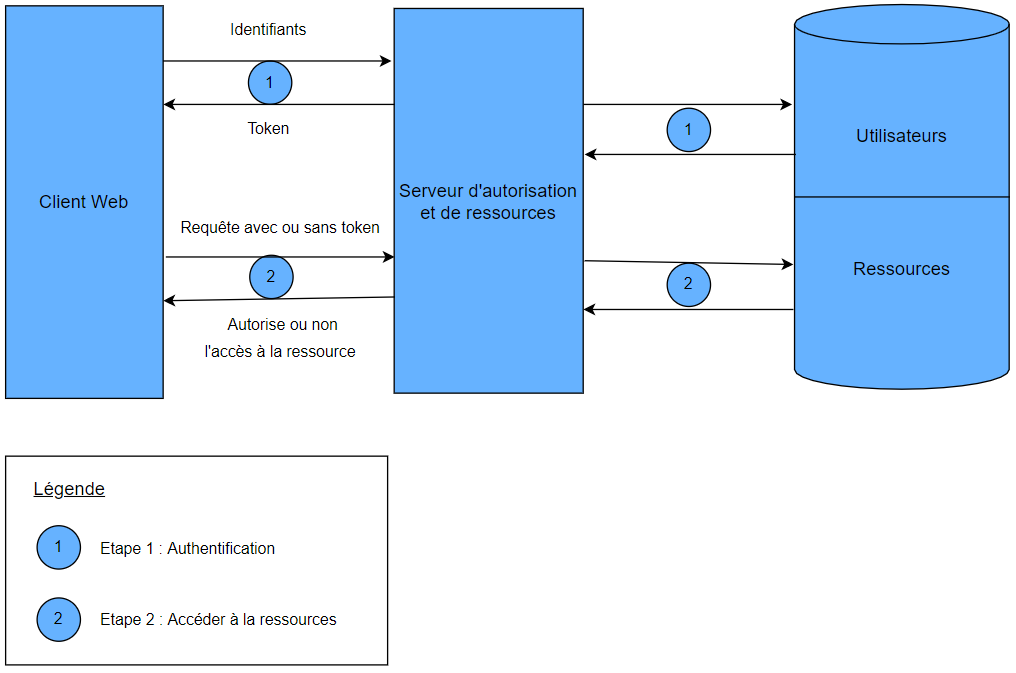 Identifiants
1
Token
1
Utilisateurs
Client Web
Serveur d'autorisation
et de ressources
Requête avec ou sans token
2
Ressources
2
Autorise ou non
l'accès à la ressource
Légende
1 Etape 1 : Authentification
2 Etape 2 : Accéder à la ressources